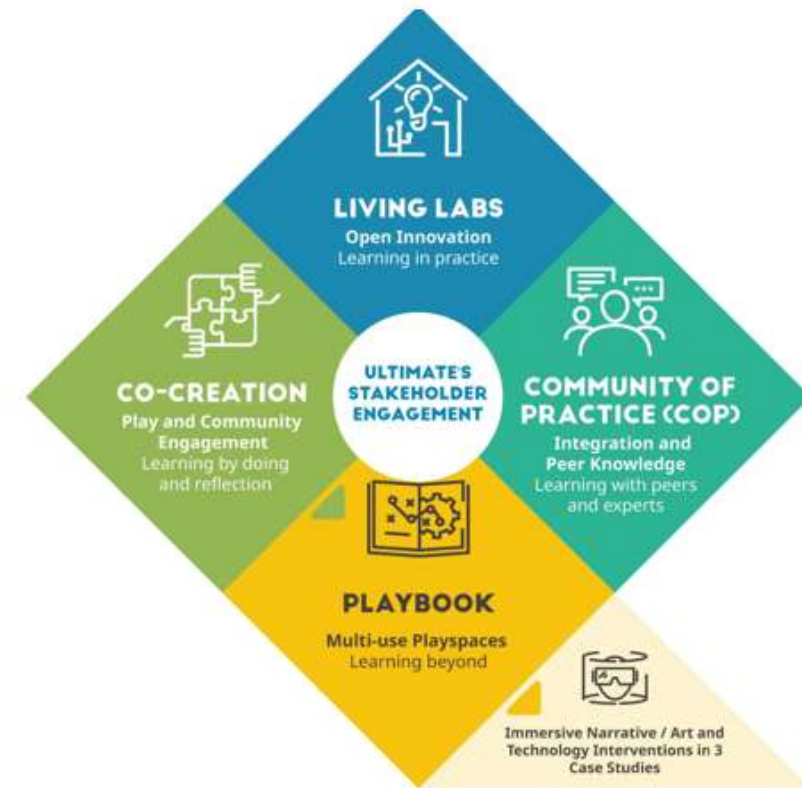 LIVING LABS
Open Innovation
Learning in practice
CO-CREATION
Play and Community
Engagement
Learning by doing
and reflection
ULTIMATE'S
STAKEHOLDER
ENGAGEMENT
COMMUNITY OF
PRACTICE (COP)
Integration and
Peer Knowledge
Learning with peers
and experts
PLAYBOOK
Multi-use Playspaces
Learning beyond
Immersive Narrative / Art and
Technology Interventions in 3
Case Studies